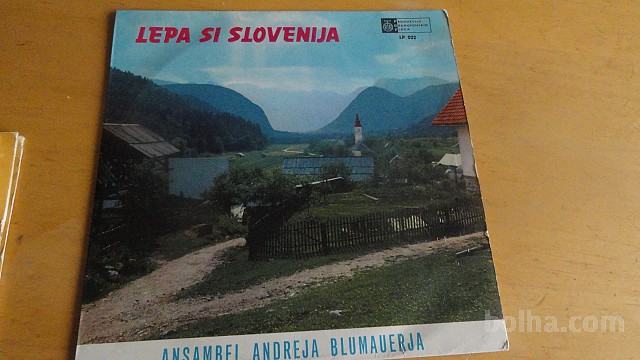 LEPA SI SLOVENIJA
LP 022
ANSAMBEL ANDREJA BLUMAUERJA
bolha.com